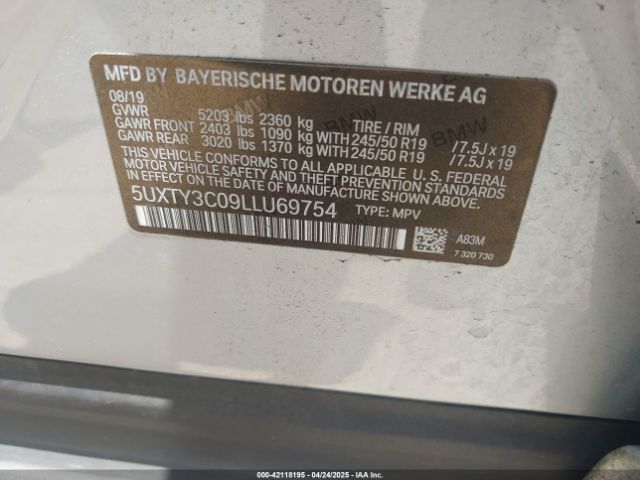 MFD BY BAYERISCHE MOTOREN WERKE AG
08/19
GVWR 5203 lbs 2360 kg TIRE / RIM
GAWR FRONT 2403 lbs 1090 kg WITH 245/50 R19 /7.5J x 19
GAWR REAR 3020 lbs 1370 kg WITH 245/50 R19 /7.5J x 19
THIS VEHICLE CONFORMS TO ALL APPLICABLE U. S. FEDERAL
MOTOR VEHICLE SAFETY, BUMPER, AND THEFT PREVENTION
STANDARDS IN EFFECT ON THE DATE OF MANUFACTURE SHOWN ABOVE.
5UXTY3C09LLU69754 TYPE: MPV
A83M
7 320 730
000-42118195 - 04/24/2025 - IAAI.com